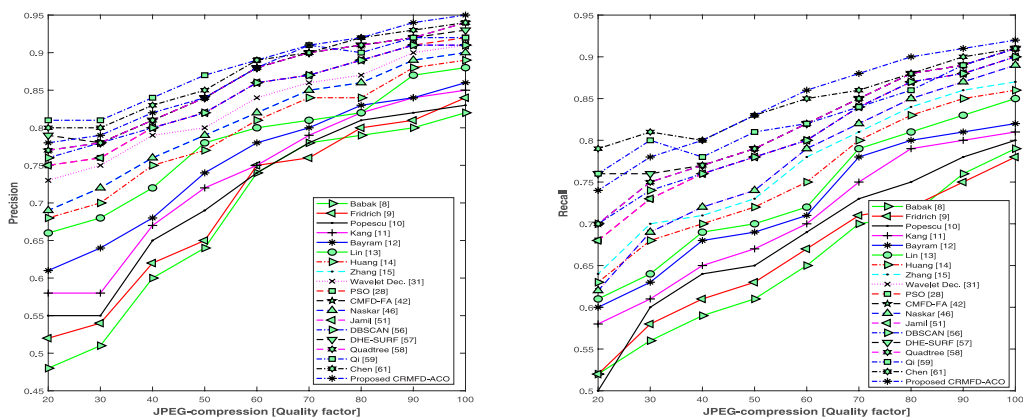 0.95
0.9
0.85
0.8
0.75
0.7
0.65
0.6
0.55
0.5
0.45
Precision
20 30 40 50 60 70 80 90 100
JPEG-compression [Quality factor]
Babak [8]
Fridrich [9]
Popescu [10]
Kang [11]
Bayram [12]
Lin [13]
Huang [14]
Zhang [15]
Wavelet Dec. [31]
PSO [28]
CMFD-FA [42]
Naskar [46]
Jamil [51]
DBSCAN [56]
DHE-SURF [57]
Quadtree [58]
Qi [59]
Chen [61]
Proposed CRMFD-ACO
0.95
0.9
0.85
0.8
0.75
0.7
0.65
0.6
0.55
0.5
Recall
20 30 40 50 60 70 80 90 100
JPEG-compression [Quality factor]
Babak [8]
Fridrich [9]
Popescu [10]
Kang [11]
Bayram [12]
Lin [13]
Huang [14]
Zhang [15]
Wavelet Dec. [31]
PSO [28]
CMFD-FA [42]
Naskar [46]
Jamil [51]
DBSCAN [56]
DHE-SURF [57]
Quadtree [58]
Qi [59]
Chen [61]
Proposed CRMFD-ACO